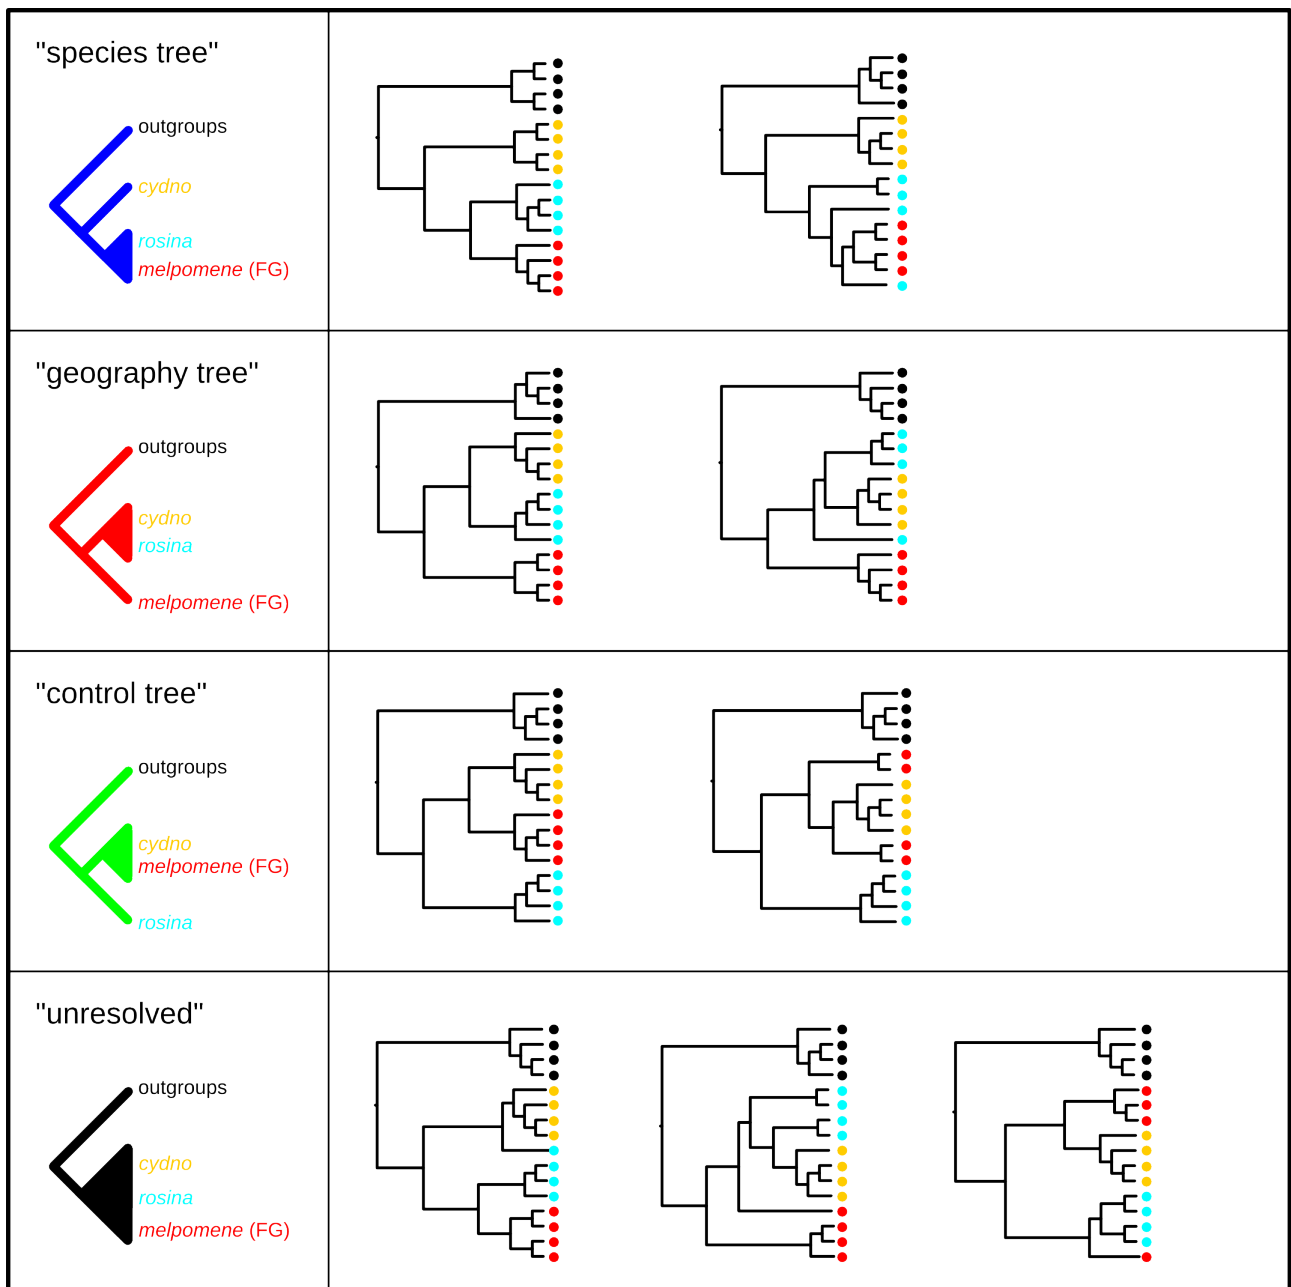 "species tree"
outgroups
cydno
rosina
melpomene (FG)
"geography tree"
outgroups
cydno
rosina
melpomene (FG)
"control tree"
outgroups
cydno
melpomene (FG)
rosina
"unresolved"
outgroups
cydno
rosina
melpomene (FG)